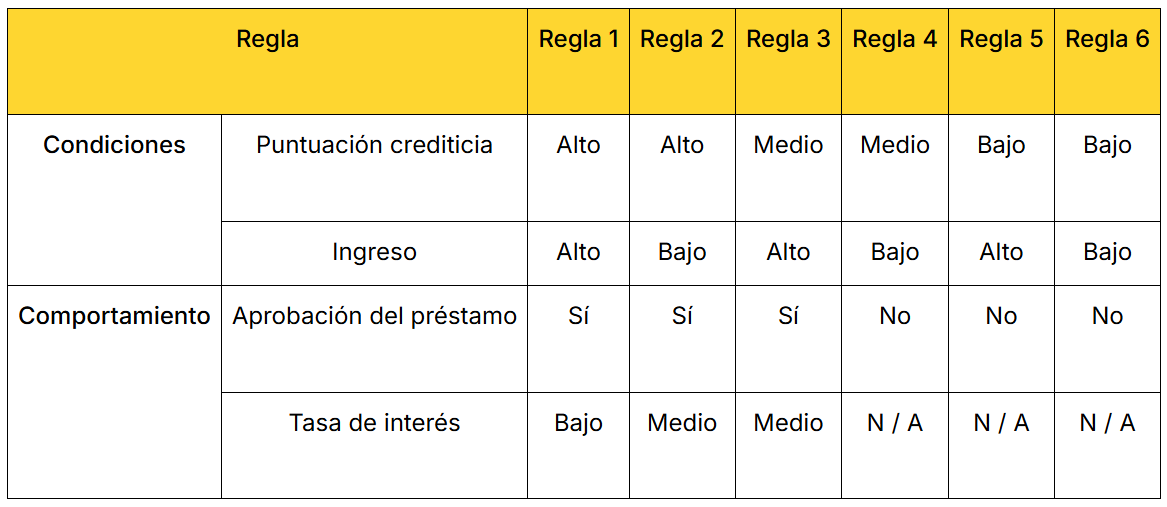 Regla Regla 1 Regla 2 Regla 3 Regla 4 Regla 5 Regla 6
Condiciones Puntuación crediticia Alto Alto Medio Medio Bajo Bajo
Ingreso Alto Bajo Alto Bajo Alto Bajo
Comportamiento Aprobación del préstamo Sí Sí Sí No No No
Tasa de interés Bajo Medio Medio N / A N / A N / A